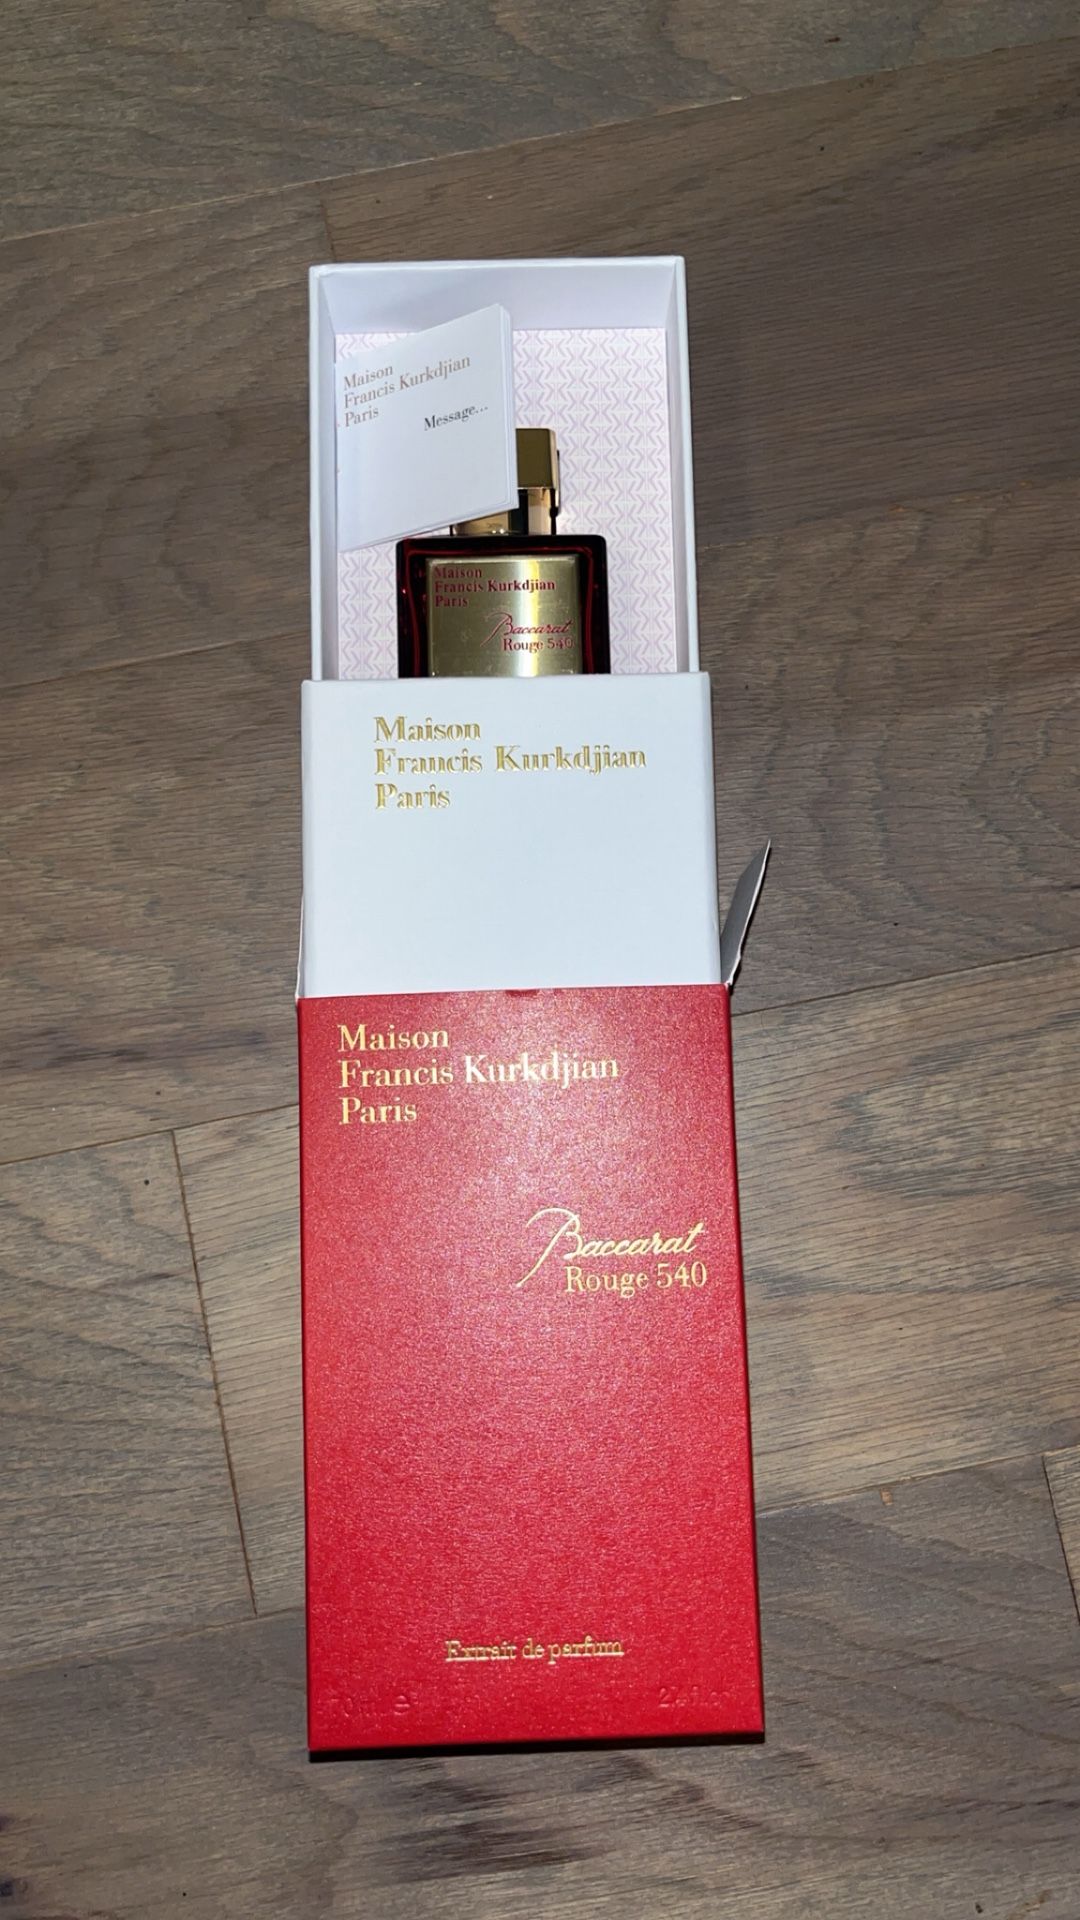 Maison
Francis Kurkdjian
Paris
Message...
Maison
Francis Kurkdjian
Paris
Baccarat
Rouge 540
Maison
Francis Kurkdjian
Paris
Maison
Francis Kurkdjian
Paris
Baccarat
Rouge 540
Extrait de parfum